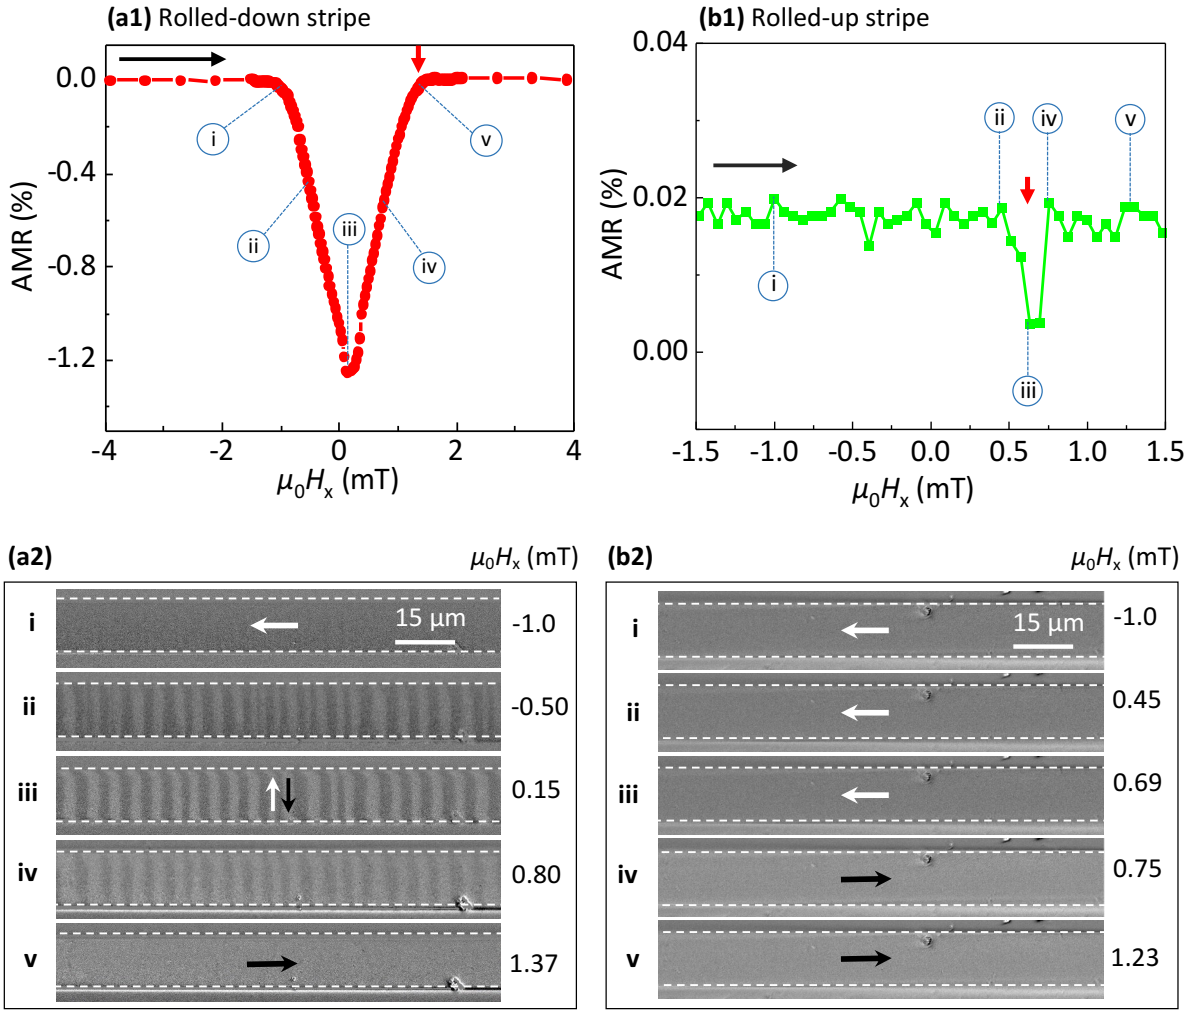 (a1) Rolled-down stripe
0.0
-0.4
-0.8
-1.2
AMR (%)
i
ii
iii
iv
v
-4
-2
0
2
4
μ₀Hₓ (mT)
(b1) Rolled-up stripe
0.04
0.02
0.00
AMR (%)
i
ii
iii
iv
v
-1.5
-1.0
-0.5
0.0
0.5
1.0
1.5
μ₀Hₓ (mT)
(a2) μ₀Hₓ (mT)
i 15 μm -1.0
ii -0.50
iii 0.15
iv 0.80
v 1.37
(b2) μ₀Hₓ (mT)
i 15 μm -1.0
ii 0.45
iii 0.69
iv 0.75
v 1.23